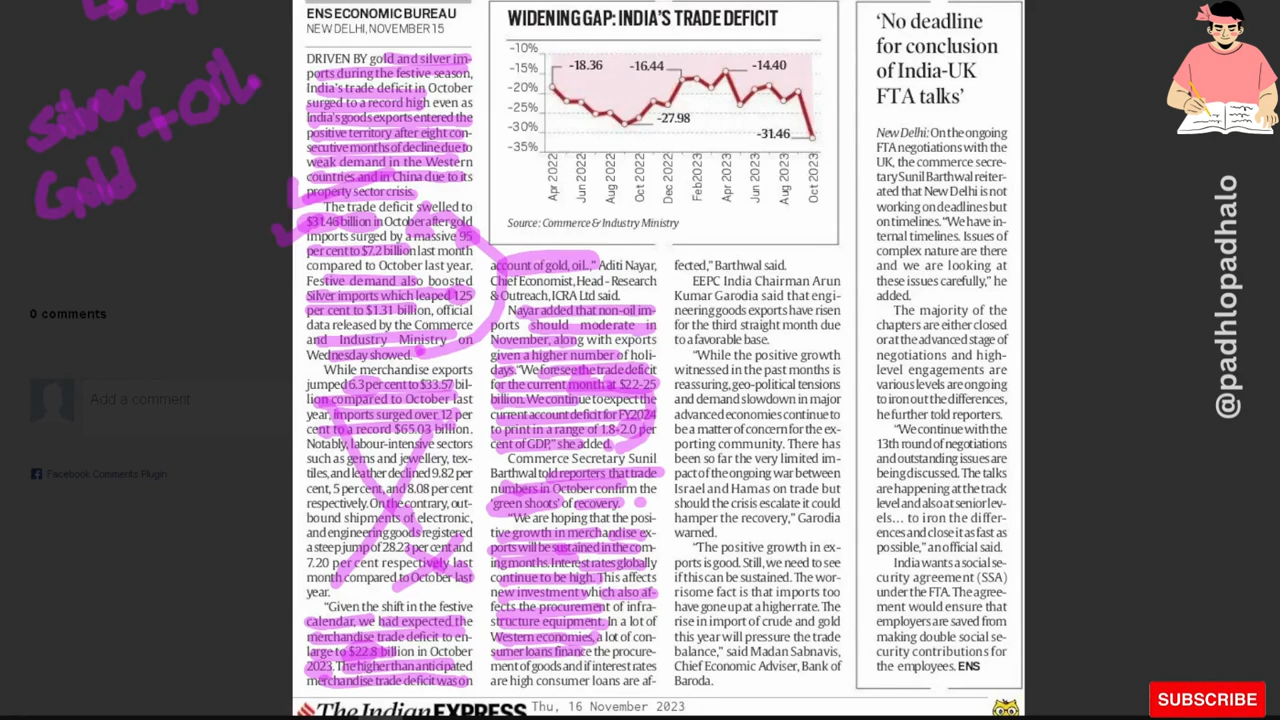 silver
Gold
oil
0 comments
Add a comment
Facebook Comments Plugin
ENS ECONOMIC BUREAU
NEW DELHI, NOVEMBER 15
DRIVEN BY gold and silver im-
ports during the festive season,
India's trade deficit in October
surged to a record high even as
India's goods exports entered the
positive territory after eight con-
secutive months of decline due to
weak demand in the Western
countries and in China due to its
property sector crisis.
The trade deficit swelled to
$31.46 billion in October after gold
imports surged by a massive 95
per cent to $7.2 billion last month
compared to October last year.
Festive demand also boosted
Silver imports which leaped 125
per cent to $1.31 billion, official
data released by the Commerce
and Industry Ministry on
Wednesday showed.
While merchandise exports
jumped 6.3 per cent to $33.57 bil-
lion compared to October last
year, imports surged over 12 per
cent to a record $65.03 billion.
Notably, labour-intensive sectors
such as gems and jewellery, tex-
tiles, and leather declined 9.82 per
cent, 5 percent, and 8.08 per cent
respectively. On the contrary, out-
bound shipments of electronic,
and engineering goods registered
a steep jump of 28.23 per cent and
7.20 per cent respectively last
month compared to October last
year.
"Given the shift in the festive
calendar, we had expected the
merchandise trade deficit to en-
large to $22.8 billion in October
2023. The higher than anticipated
merchandise trade deficit was on
WIDENING GAP: INDIA'S TRADE DEFICIT
-10%
-15%
-20%
-25%
-30%
-35%
-18.36
-16.44
-14.40
-27.98
-31.46
Apr 2022
Jun 2022
Aug 2022
Oct 2022
Dec 2022
Feb 2023
Apr 2023
Jun 2023
Aug 2023
Oct 2023
Source: Commerce & Industry Ministry
account of gold, oil.," Aditi Nayar,
Chief Economist, Head - Research
& Outreach, ICRA Ltd said.
Nayar added that non-oil im-
ports should moderate in
November, along with exports
given a higher number of holi-
days. "We foresee the trade deficit
for the current month at $22-25
billion. We continue to expect the
current account deficit for FY2024
to print in a range of 1.8-2.0 per
cent of GDP," she added.
Commerce Secretary Sunil
Barthwal told reporters that trade
numbers in October confirm the
'green shoots' of recovery.
"We are hoping that the posi-
tive growth in merchandise ex-
ports will be sustained in the com-
ing months. Interest rates globally
continue to be high. This affects
new investment which also af-
fects the procurement of infra-
structure equipment. In a lot of
Western economies, a lot of con-
sumer loans finance the procure-
ment of goods and if interest rates
are high consumer loans are af-
fected," Barthwal said.
EEPC India Chairman Arun
Kumar Garodia said that engi-
neering goods exports have risen
for the third straight month due
to a favorable base.
"While the positive growth
witnessed in the past months is
reassuring, geo-political tensions
and demand slowdown in major
advanced economies continue to
be a matter of concern for the ex-
porting community. There has
been so far the very limited im-
pact of the ongoing war between
Israel and Hamas on trade but
should the crisis escalate it could
hamper the recovery," Garodia
warned.
"The positive growth in ex-
ports is good. Still, we need to see
if this can be sustained. The wor-
risome fact is that imports too
have gone up at a higher rate. The
rise in import of crude and gold
this year will pressure the trade
balance," said Madan Sabnavis,
Chief Economic Adviser, Bank of
Baroda.
'No deadline
for conclusion
of India-UK
FTA talks'
New Delhi: On the ongoing
FTA negotiations with the
UK, the commerce secre-
tary Sunil Barthwal reiter-
ated that New Delhi is not
working on deadlines but
on timelines. "We have in-
ternal timelines. Issues of
complex nature are there
and we are looking at
these issues carefully," he
added.
The majority of the
chapters are either closed
or at the advanced stage of
negotiations and high-
level engagements are
various levels are ongoing
to iron out the differences,
he further told reporters.
"We continue with the
13th round of negotiations
and outstanding issues are
being discussed. The talks
are happening at the track
level and also at senior lev-
els... to iron the differ-
ences and close it as fast as
possible," an official said.
India wants a social se-
curity agreement (SSA)
under the FTA. The agree-
ment would ensure that
employers are saved from
making double social se-
curity contributions for
the employees. ENS
The Indian EXPRESS
Thu, 16 November 2023
@padhlopadhalo
SUBSCRIBE